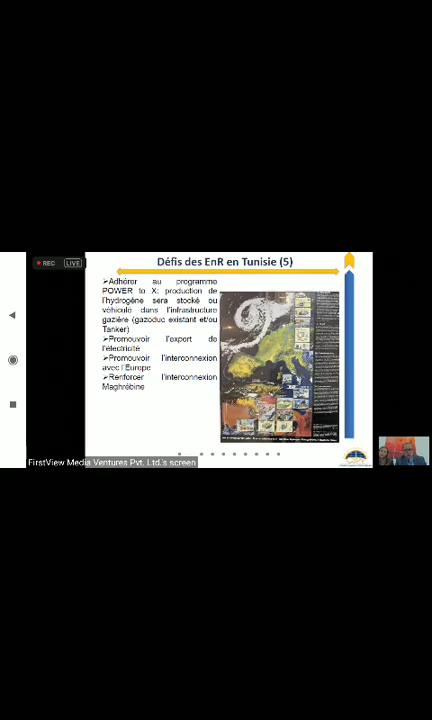 REC
LIVE
Défis des EnR en Tunisie (5)
➢Adhérer au programme
POWER to X: production de
l'hydrogène sera stocké ou
véhiculé dans l'infrastructure
gazière (gazoduc existant et/ou
Tanker)
➢Promouvoir l'export de
l'électricité
➢Promouvoir l'interconnexion
avec l'Europe
➢Renforcer l'interconnexion
Maghrébine
FirstView Media Ventures Pvt. Ltd.'s screen